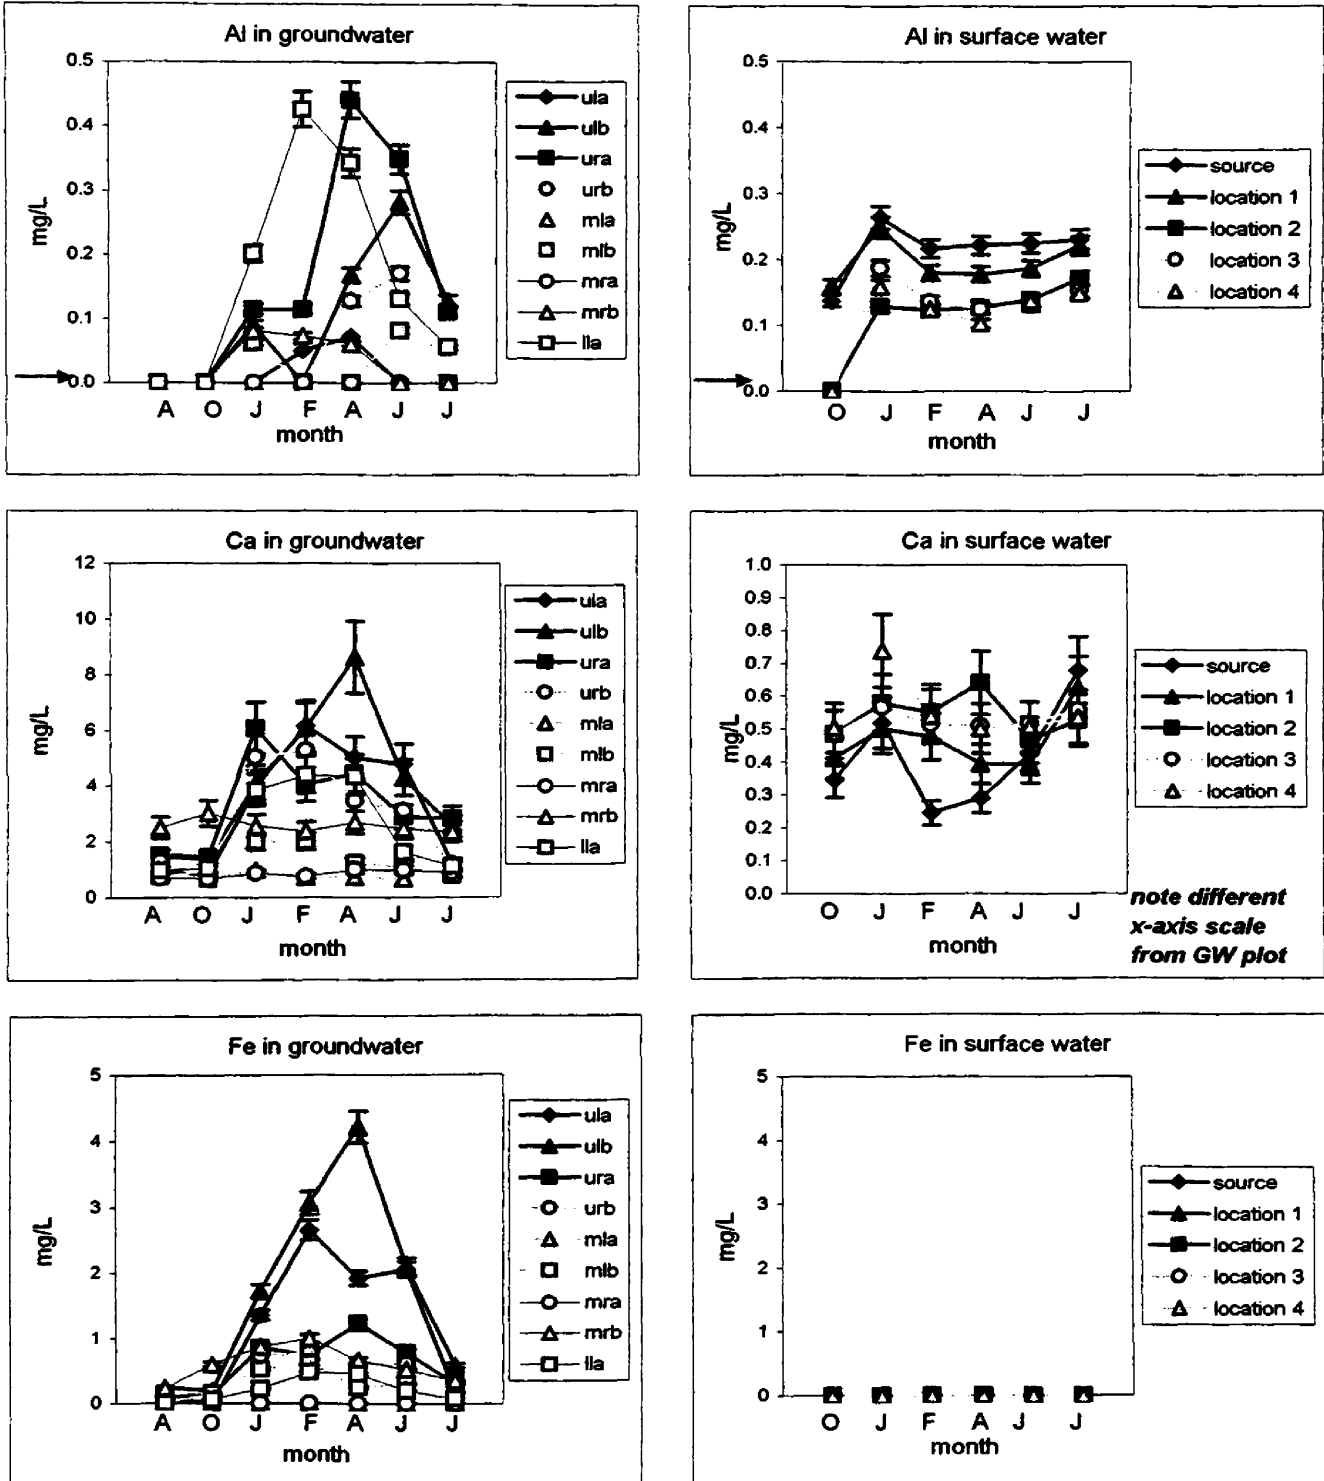 Al in groundwater
0.5
0.4
0.3
0.2
0.1
0.0
mg/L
A O J F A J J
month
ula
ulb
ura
urb
mla
mlb
mra
mrb
lla
Al in surface water
0.5
0.4
0.3
0.2
0.1
0.0
mg/L
O J F A J J
month
source
location 1
location 2
location 3
location 4
Ca in groundwater
12
10
8
6
4
2
0
mg/L
A O J F A J J
month
ula
ulb
ura
urb
mla
mlb
mra
mrb
lla
Ca in surface water
1.0
0.9
0.8
0.7
0.6
0.5
0.4
0.3
0.2
0.1
0.0
mg/L
O J F A J J
month
source
location 1
location 2
location 3
location 4
note different
x-axis scale
from GW plot
Fe in groundwater
5
4
3
2
1
0
mg/L
A O J F A J J
month
ula
ulb
ura
urb
mla
mlb
mra
mrb
lla
Fe in surface water
5
4
3
2
1
0
mg/L
O J F A J J
month
source
location 1
location 2
location 3
location 4